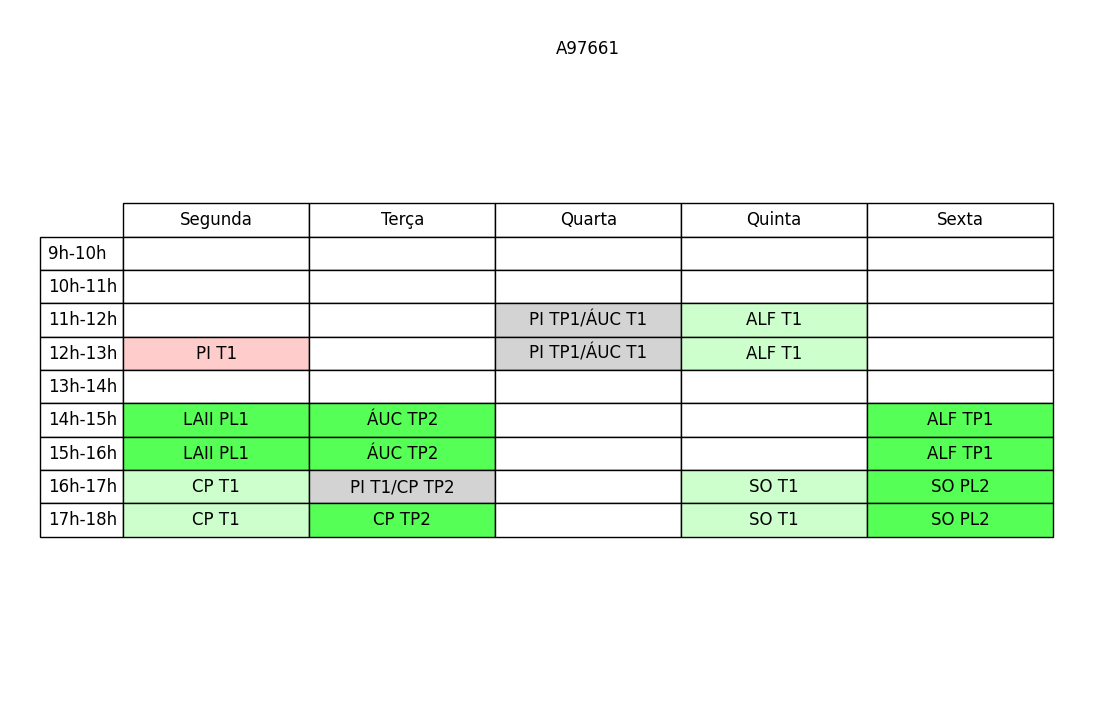 A97661
Segunda Terça Quarta Quinta Sexta
9h-10h
10h-11h
11h-12h PI TP1/ÁUC T1 ALF T1
12h-13h PI T1 PI TP1/ÁUC T1 ALF T1
13h-14h
14h-15h LAII PL1 ÁUC TP2 ALF TP1
15h-16h LAII PL1 ÁUC TP2 ALF TP1
16h-17h CP T1 PI T1/CP TP2 SO T1 SO PL2
17h-18h CP T1 CP TP2 SO T1 SO PL2